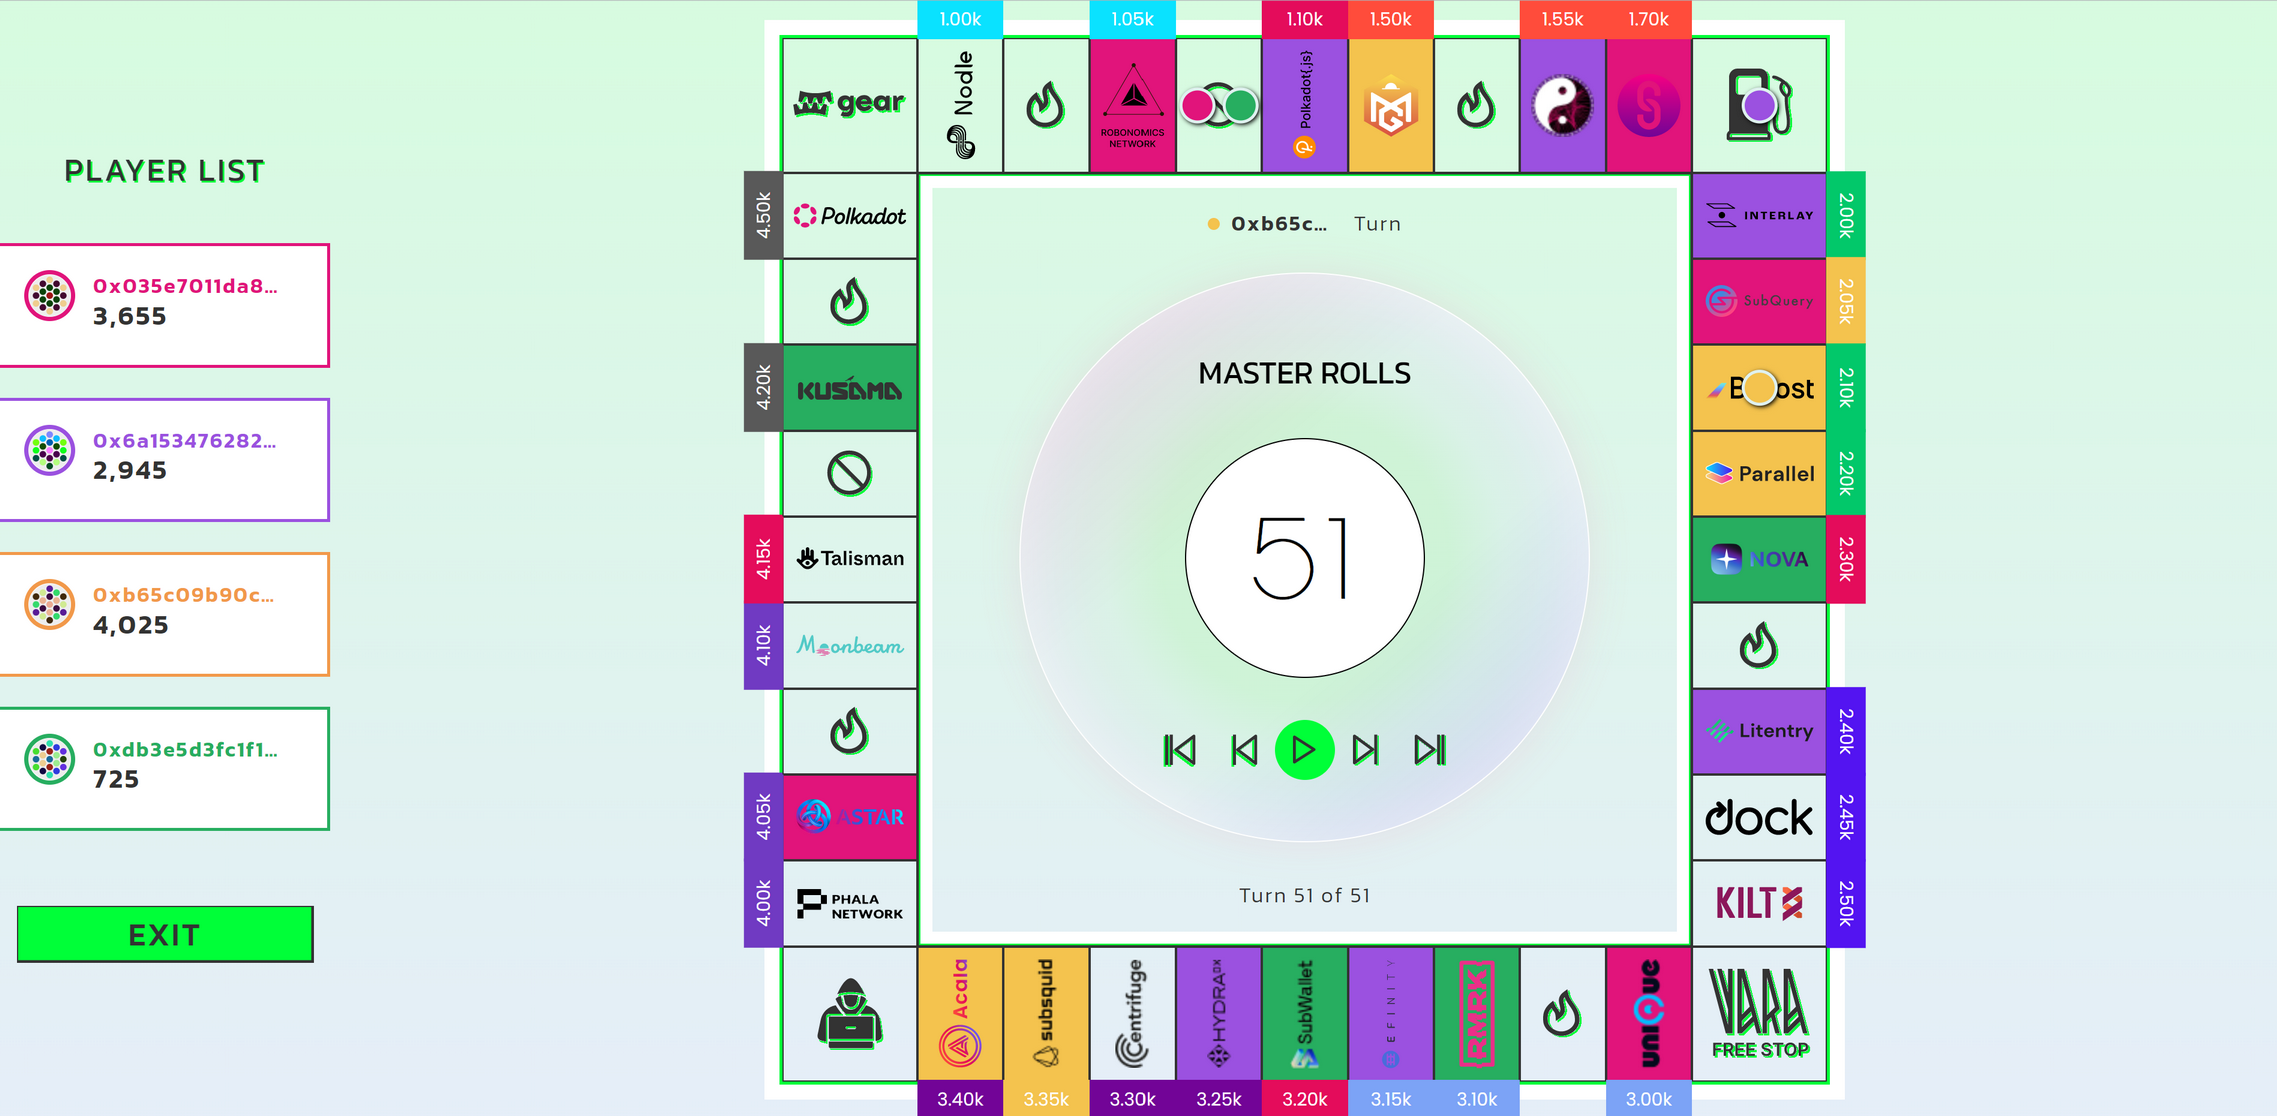 1.00k
1.05k
1.10k
1.50k
1.55k
1.70k
gear
Nodle
ROBONOMICS
NETWORK
Polkadot{.js}
PLAYER LIST
0x035e7011da8...
3,655
0x6a153476282...
2,945
0xb65c09b90c...
4,025
0xdb3e5d3fc1f1...
725
EXIT
4.50k
Polkadot
4.20k
KUSAMA
4.15k
Talisman
4.10k
Moonbeam
4.05k
ASTAR
4.00k
PHALA
NETWORK
0xb65c... Turn
MASTER ROLLS
51
Turn 51 of 51
INTERLAY
2.00k
SubQuery
2.05k
2.10k
Parallel
2.20k
NOVA
2.30k
Litentry
2.40k
dock
2.45k
KILT
2.50k
Acala
subsquid
Centrifuge
HYDRADX
SubWallet
EFINITY
RMRK
uniQue
VARA
FREE STOP
3.40k
3.35k
3.30k
3.25k
3.20k
3.15k
3.10k
3.00k